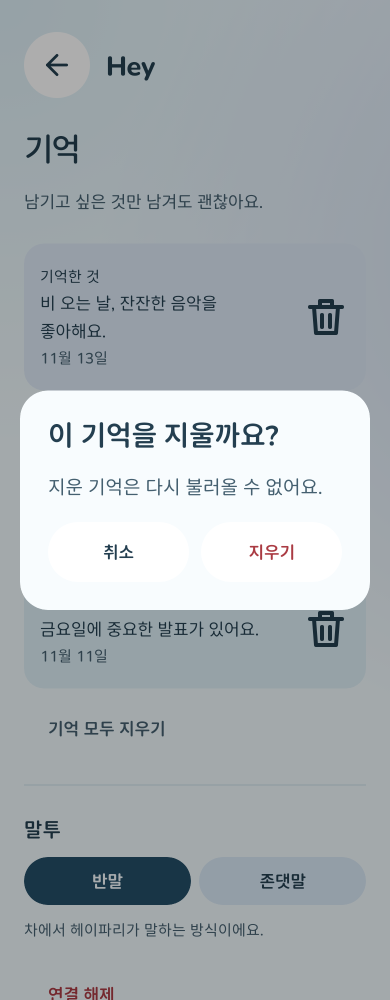 Hey
기억
남기고 싶은 것만 남겨도 괜찮아요.
기억한 것
비 오는 날, 잔잔한 음악을
좋아해요.
11월 13일
이 기억을 지울까요?
지운 기억은 다시 불러올 수 없어요.
취소
지우기
금요일에 중요한 발표가 있어요.
11월 11일
기억 모두 지우기
말투
반말
존댓말
차에서 헤이파리가 말하는 방식이에요.
연결 해제